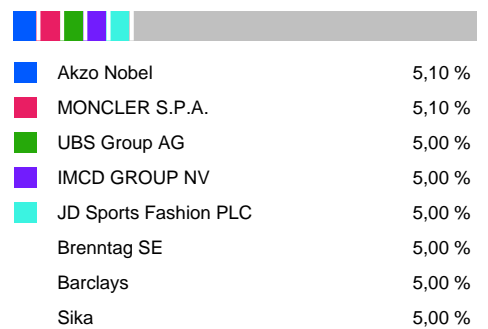 Akzo Nobel 5,10 %
MONCLER S.P.A. 5,10 %
UBS Group AG 5,00 %
IMCD GROUP NV 5,00 %
JD Sports Fashion PLC 5,00 %
Brenntag SE 5,00 %
Barclays 5,00 %
Sika 5,00 %